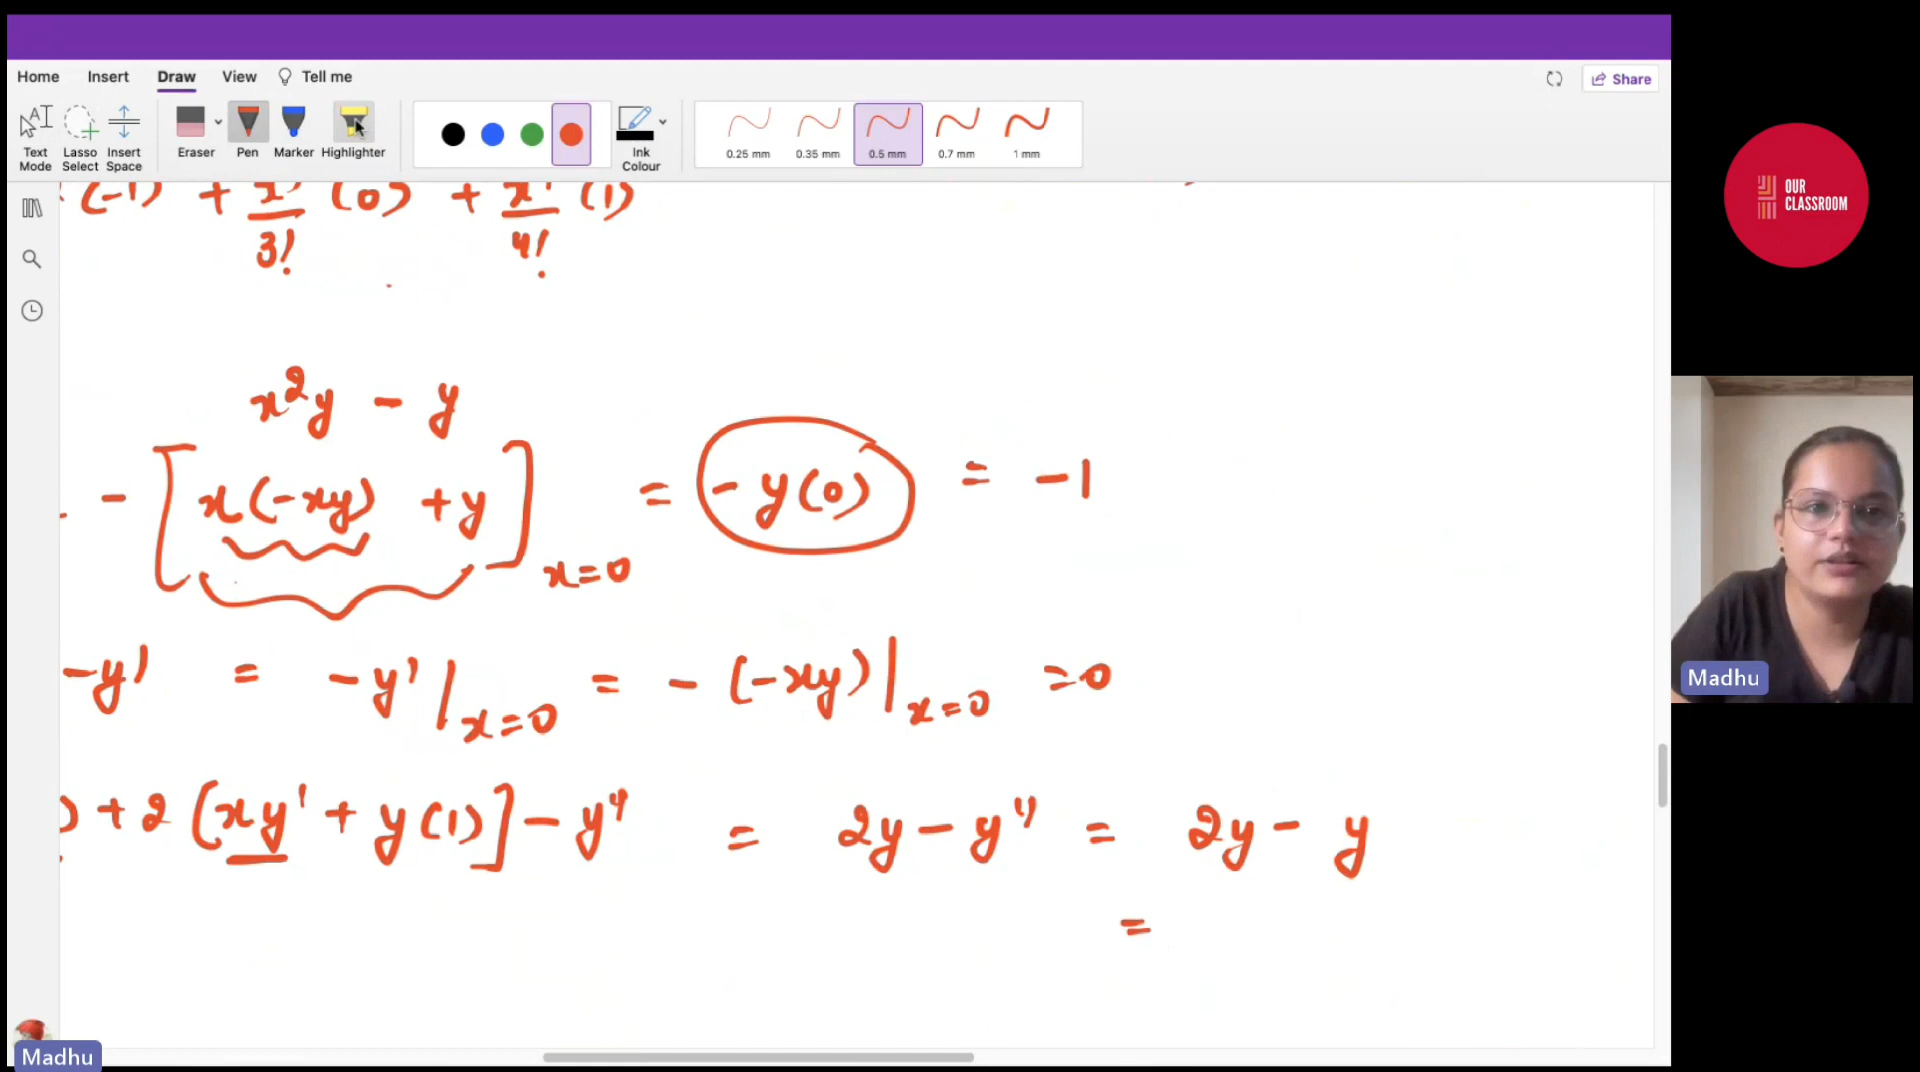 Home Insert Draw View Tell me
Share
Text Mode Lasso Select Insert Space Eraser Pen Marker Highlighter Ink Colour 0.25 mm 0.35 mm 0.5 mm 0.7 mm 1 mm
OUR CLASSROOM
(-1) + x³/3! (0) + x⁴/4! (1)
x²y - y
- [x(-xy) + y]ₓ₌₀ = -y(0) = -1
-y' = -y'|ₓ₌₀ = -(-xy)|ₓ₌₀ = 0
) + 2 [xy' + y(1)] - y'' = 2y - y'' = 2y - y
=
Madhu
Madhu